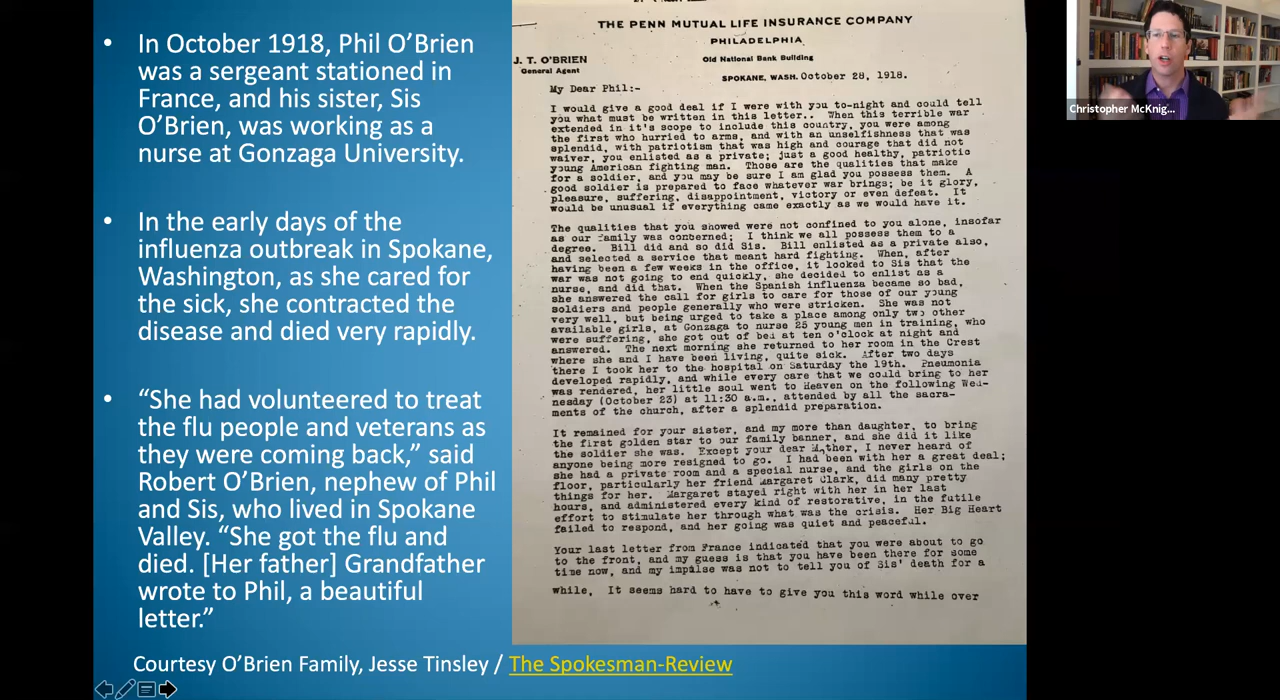 • In October 1918, Phil O’Brien
was a sergeant stationed in
France, and his sister, Sis
O’Brien, was working as a
nurse at Gonzaga University.
• In the early days of the
influenza outbreak in Spokane,
Washington, as she cared for
the sick, she contracted the
disease and died very rapidly.
• “She had volunteered to treat
the flu people and veterans as
they were coming back,” said
Robert O’Brien, nephew of Phil
and Sis, who lived in Spokane
Valley. “She got the flu and
died. [Her father] Grandfather
wrote to Phil, a beautiful
letter.”
THE PENN MUTUAL LIFE INSURANCE COMPANY
PHILADELPHIA
J. T. O'BRIEN
General Agent
Old National Bank Building
SPOKANE, WASH. October 28, 1918.
My Dear Phil:-
I would give a good deal if I were with you to-night and could tell
you what must be written in this letter.. When this terrible war
extended in it's scope to include this country, you were among
the first who hurried to arms, and with an unselfishness that was
splendid, with patriotism that was high and courage that did not
waiver, you enlisted as a private; just a good healthy, patriotic
young American fighting man. Those are the qualities that make
for a soldier, and you may be sure I am glad you possess them. A
good soldier is prepared to face whatever war brings; be it glory,
pleasure, suffering, disappointment, victory or even defeat. It
would be unusual if everything came exactly as we would have it.
The qualities that you showed were not confined to you alone, insofar
as our family was concerned; I think we all possess them to a
degree. Bill did and so did Sis. Bill enlisted as a private also,
and selected a service that meant hard fighting. When, after
having been a few weeks in the office, it looked to Sis that the
war was not going to end quickly, she decided to enlist as a
nurse, and did that. When the Spanish influenza became so bad,
she answered the call for girls to care for those of our young
soldiers and people generally who were stricken. She was not
very well, but being urged to take a place among only two other
available girls, at Gonzaga to nurse 25 young men in training, who
were suffering, she got out of bed at ten o'clock at night and
answered. The next morning she returned to her room in the Crest
where she and I have been living, quite sick. After two days
there I took her to the hospital on Saturday the 19th. Pneumonia
developed rapidly, and while every care that we could bring to her
was rendered, her little soul went to Heaven on the following Wed-
nesday (October 23) at 11:30 a.m., attended by all the sacra-
ments of the church, after a splendid preparation.
It remained for your sister, and my more than daughter, to bring
the first golden star to our family banner, and she did it like
the soldier she was. Except your dear Mother, I never heard of
anyone being more resigned to go. I had been with her a great deal;
she had a private room and a special nurse, and the girls on the
floor, particularly her friend Margaret Clark, did many pretty
things for her. Margaret stayed right with her in her last
hours, and administered every kind of restorative, in the futile
effort to stimulate her through what was the crisis. Her Big Heart
failed to respond, and her going was quiet and peaceful.
Your last letter from France indicated that you were about to go
to the front, and my guess is that you have been there for some
time now, and my impulse was not to tell you of Sis' death for a
while, It seems hard to have to give you this word while over
Courtesy O’Brien Family, Jesse Tinsley / The Spokesman-Review
Christopher McKnig...